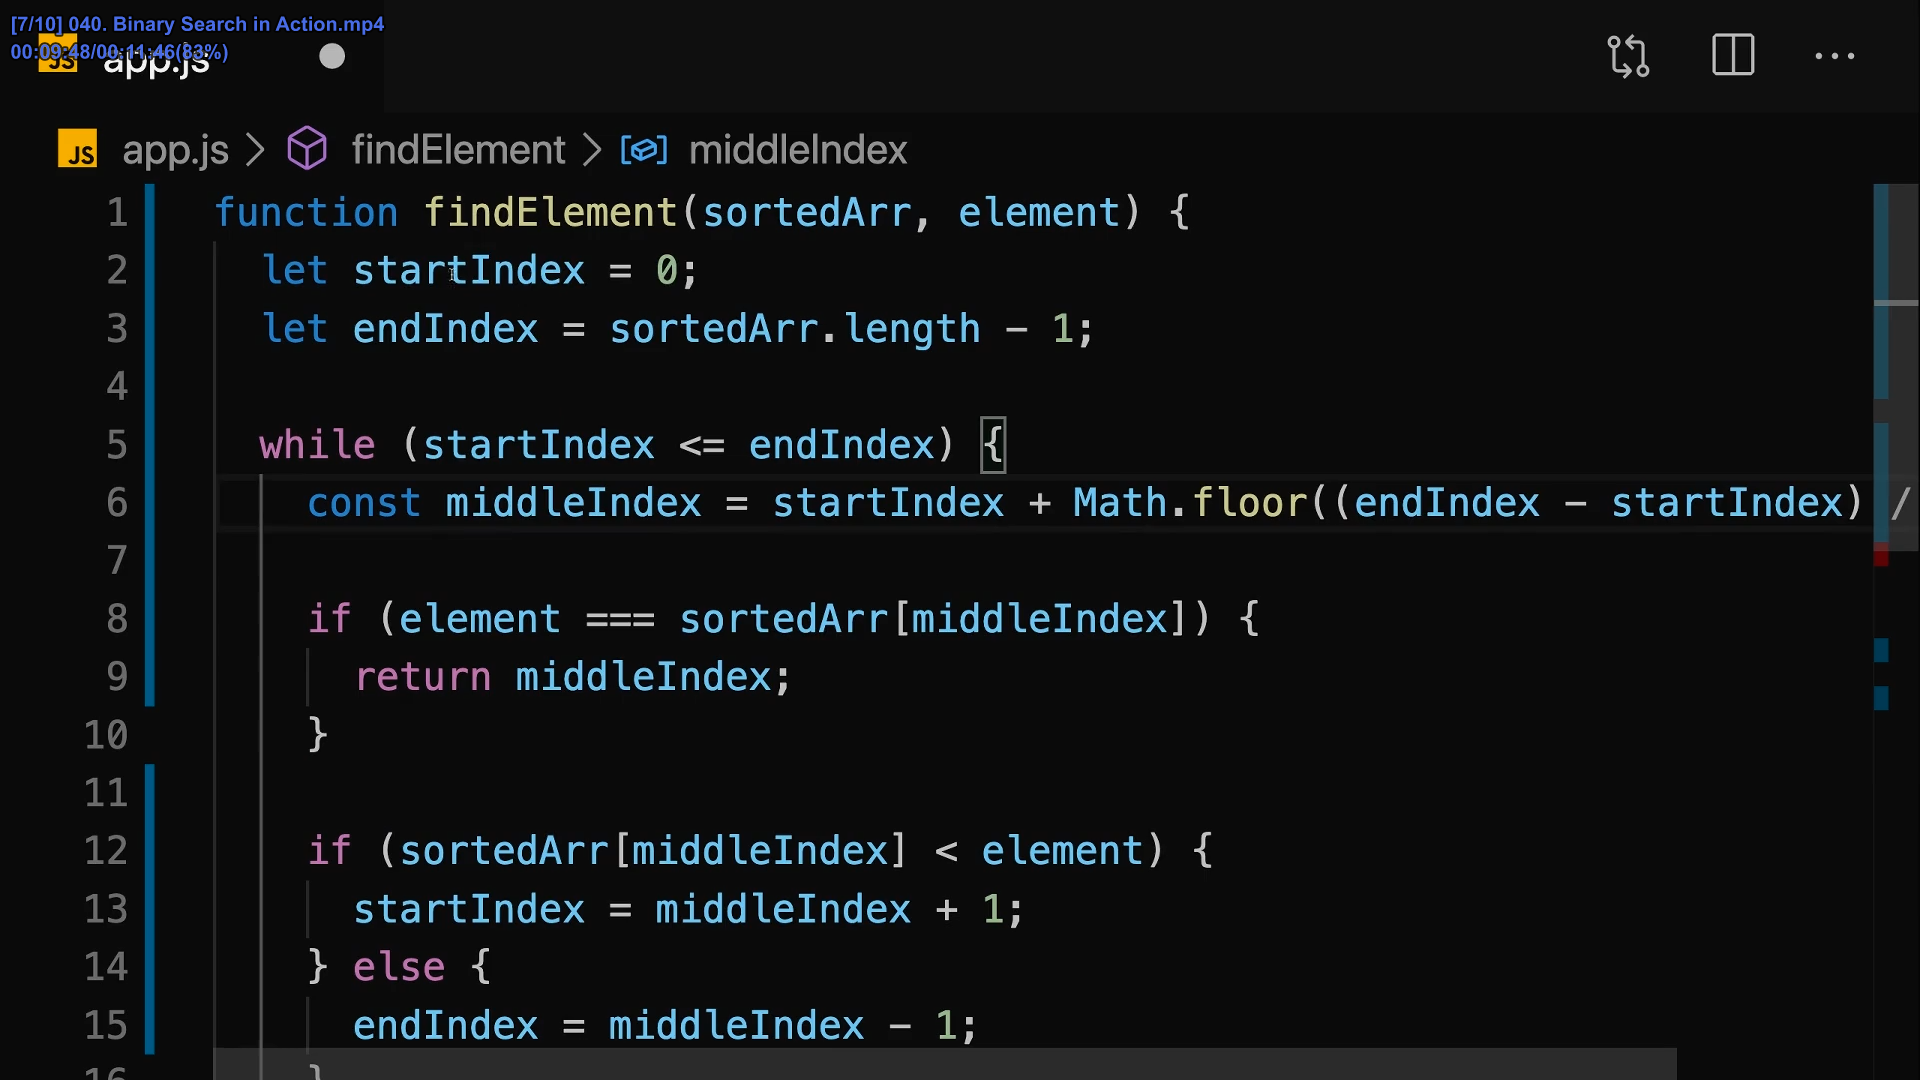 [7/10] 040. Binary Search in Action.mp4
00:09:48/00:11:46(83%)
JS app.js
JS app.js > findElement > middleIndex
1 function findElement(sortedArr, element) {
2 let startIndex = 0;
3 let endIndex = sortedArr.length - 1;
4
5 while (startIndex <= endIndex) {
6 const middleIndex = startIndex + Math.floor((endIndex - startIndex) /
7
8 if (element === sortedArr[middleIndex]) {
9 return middleIndex;
10 }
11
12 if (sortedArr[middleIndex] < element) {
13 startIndex = middleIndex + 1;
14 } else {
15 endIndex = middleIndex - 1;
16 }